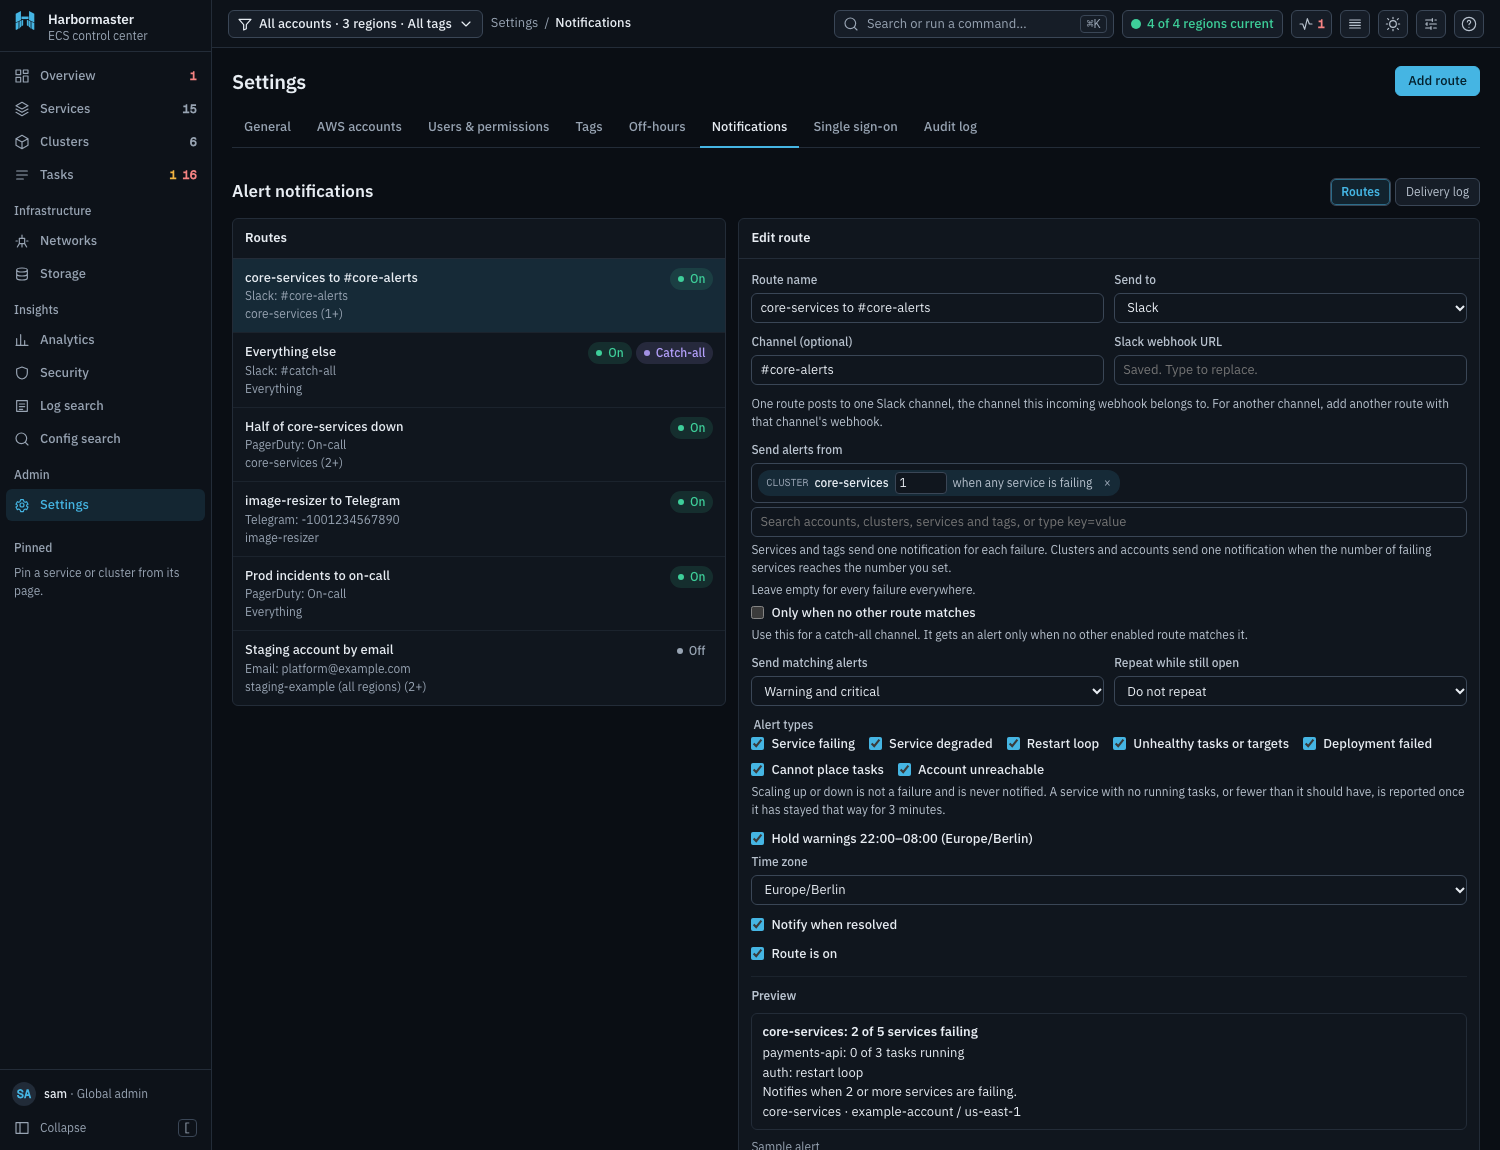 Harbormaster
ECS control center
Overview 1
Services 15
Clusters 6
Tasks 1 16
Infrastructure
Networks
Storage
Insights
Analytics
Security
Log search
Config search
Admin
Settings
Pinned
Pin a service or cluster from its
page.
SA sam · Global admin
Collapse [
All accounts · 3 regions · All tags
Settings / Notifications
Search or run a command... ⌘K
4 of 4 regions current
1
Settings
Add route
General AWS accounts Users & permissions Tags Off-hours Notifications Single sign-on Audit log
Alert notifications
Routes Delivery log
Routes
core-services to #core-alerts On
Slack: #core-alerts
core-services (1+)
Everything else On Catch-all
Slack: #catch-all
Everything
Half of core-services down On
PagerDuty: On-call
core-services (2+)
image-resizer to Telegram On
Telegram: -1001234567890
image-resizer
Prod incidents to on-call On
PagerDuty: On-call
Everything
Staging account by email Off
Email: platform@example.com
staging-example (all regions) (2+)
Edit route
Route name Send to
core-services to #core-alerts Slack
Channel (optional) Slack webhook URL
#core-alerts Saved. Type to replace.
One route posts to one Slack channel, the channel this incoming webhook belongs to. For another channel, add another route with
that channel's webhook.
Send alerts from
CLUSTER core-services 1 when any service is failing ×
Search accounts, clusters, services and tags, or type key=value
Services and tags send one notification for each failure. Clusters and accounts send one notification when the number of failing
services reaches the number you set.
Leave empty for every failure everywhere.
Only when no other route matches
Use this for a catch-all channel. It gets an alert only when no other enabled route matches it.
Send matching alerts Repeat while still open
Warning and critical Do not repeat
Alert types
Service failing Service degraded Restart loop Unhealthy tasks or targets Deployment failed
Cannot place tasks Account unreachable
Scaling up or down is not a failure and is never notified. A service with no running tasks, or fewer than it should have, is reported once
it has stayed that way for 3 minutes.
Hold warnings 22:00–08:00 (Europe/Berlin)
Time zone
Europe/Berlin
Notify when resolved
Route is on
Preview
core-services: 2 of 5 services failing
payments-api: 0 of 3 tasks running
auth: restart loop
Notifies when 2 or more services are failing.
core-services · example-account / us-east-1
Sample alert